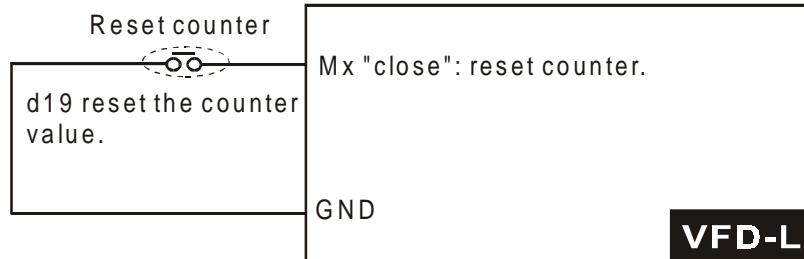 Reset counter
Mx "close": reset counter.
d19 reset the counter
value.
GND
VFD-L